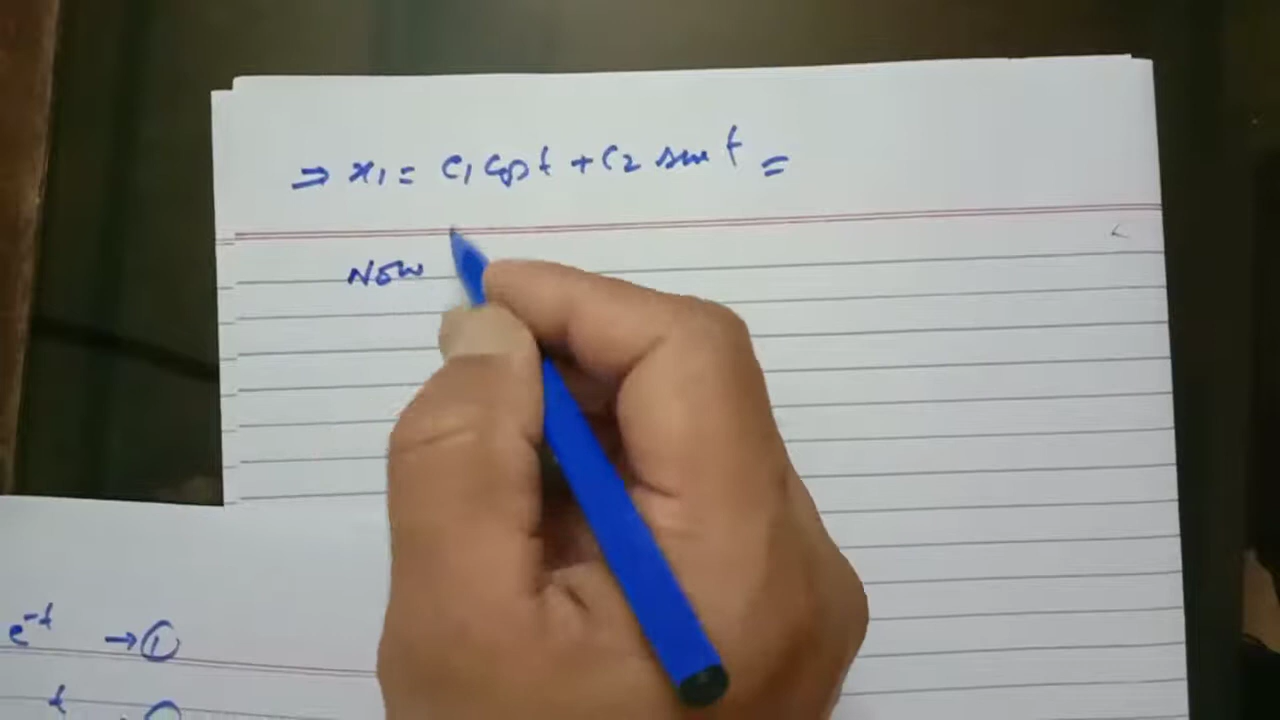 ⇒ x₁ = C₁ Cos t + C₂ sin t =
NOW
e⁻ᵗ → ①
t